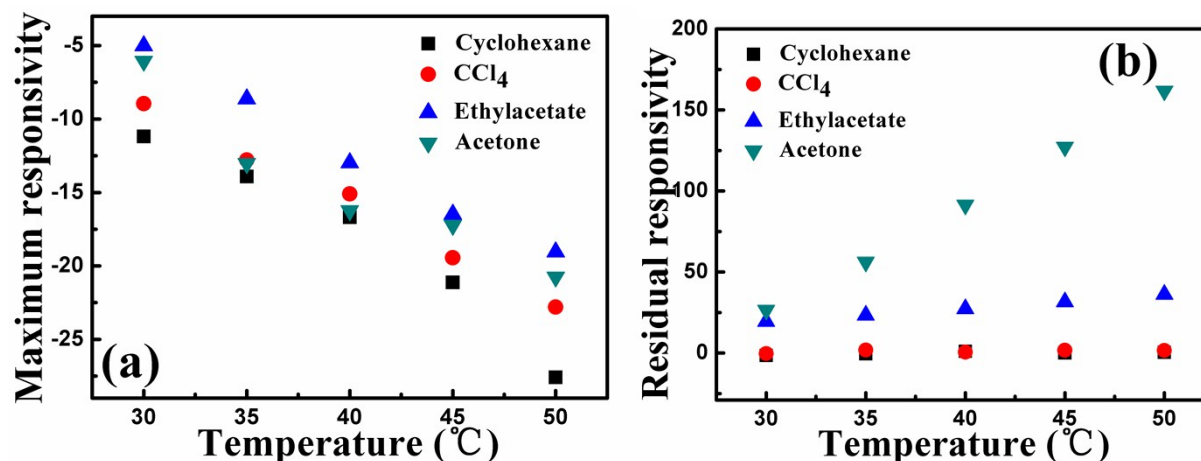 Maximum responsivity
-5
-10
-15
-20
-25
Cyclohexane
CCl4
Ethylacetate
Acetone
(a)
30 35 40 45 50
Temperature (℃)
Residual responsivity
200
150
100
50
0
Cyclohexane
CCl4
Ethylacetate
Acetone
(b)
30 35 40 45 50
Temperature (℃)